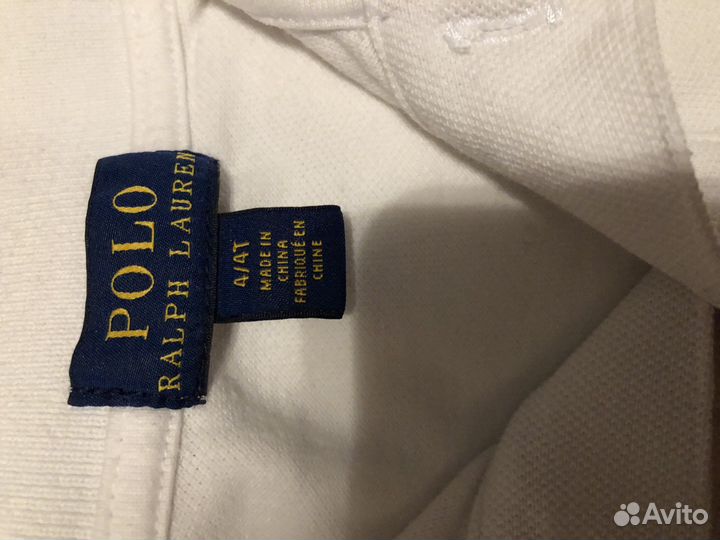 POLO
RALPH LAUREN
4/4T
MADE IN
CHINA
FABRIQUÉ EN
CHINE
Avito